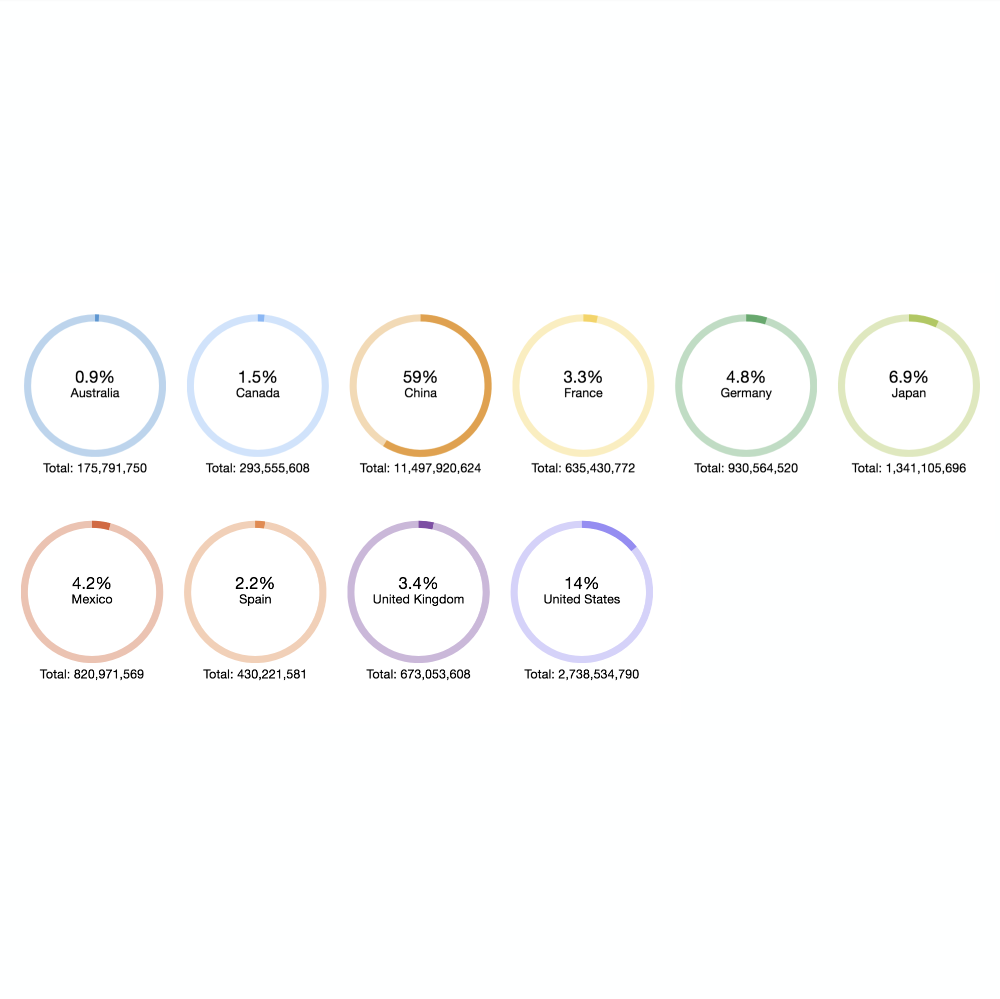 0.9%
Australia
Total: 175,791,750
1.5%
Canada
Total: 293,555,608
59%
China
Total: 11,497,920,624
3.3%
France
Total: 635,430,772
4.8%
Germany
Total: 930,564,520
6.9%
Japan
Total: 1,341,105,696
4.2%
Mexico
Total: 820,971,569
2.2%
Spain
Total: 430,221,581
3.4%
United Kingdom
Total: 673,053,608
14%
United States
Total: 2,738,534,790